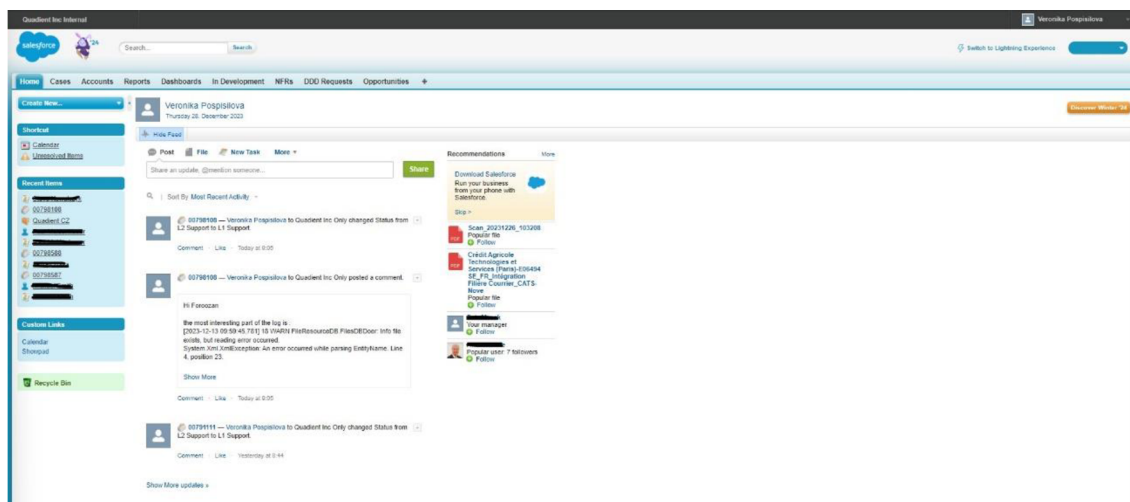 Quadient Inc Internal
Veronika Pospisilova
salesforce
'24
Search...
Search
Switch to Lightning Experience
Home Cases Accounts Reports Dashboards In Development NFRs DDD Requests Opportunities +
Create New...
Shortcut
Calendar
Unresolved Items
Recent Items
00798108
Quadient C2
00798588
00798587
Custom Links
Calendar
Showpad
Recycle Bin
Veronika Pospisilova
Thursday 28. December 2023
Discover Winter '24
Hide Feed
Post File New Task More
Share an update, @mention someone...
Share
Sort By Most Recent Activity
00798108 — Veronika Pospisilova to Quadient Inc Only changed Status from
L2 Support to L1 Support.
Comment · Like · Today at 9:05
00798108 — Veronika Pospisilova to Quadient Inc Only posted a comment.
Hi Foroozan
the most interesting part of the log is
[2023-12-13 09:59:45,781] 18 WARN FileResourceDB.FilesDBDoor: Info file
exists, but reading error occurred.
System.Xml.XmlException: An error occurred while parsing EntityName. Line
4, position 23.
Show More
Comment · Like · Today at 9:05
00791111 — Veronika Pospisilova to Quadient Inc Only changed Status from
L2 Support to L1 Support.
Comment · Like · Yesterday at 8:44
Show More updates »
Recommendations More
Download Salesforce
Run your business
from your phone with
Salesforce.
Skip >
PDF
Scan_20231226_103208
Popular file
Follow
PDF
Crédit Agricole
Technologies et
Services (Paris)-E06494
SE_FR_Intégration
Filière Courrier_CATS-
Nove
Popular file
Follow
Your manager
Follow
Popular user: 7 followers
Follow